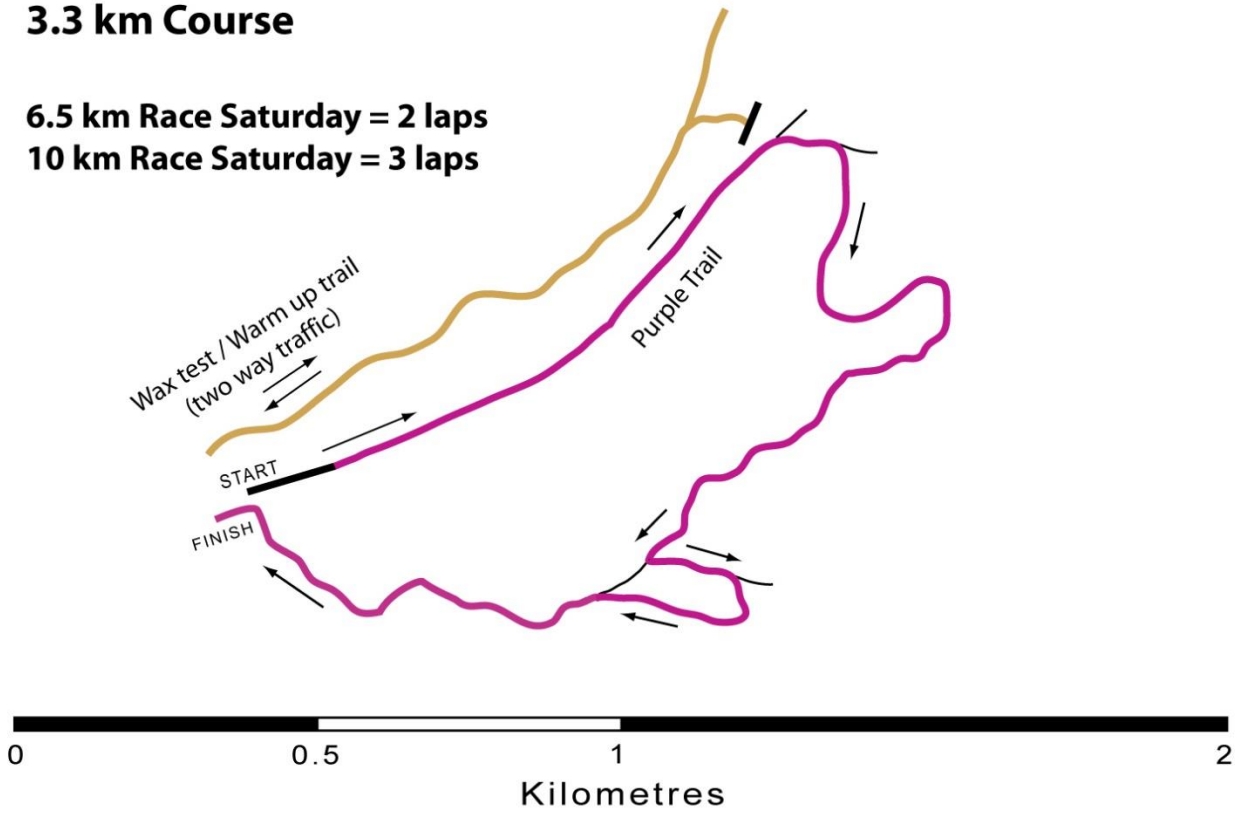 3.3 km Course
6.5 km Race Saturday = 2 laps
10 km Race Saturday = 3 laps
Wax test / Warm up trail
(two way traffic)
Purple Trail
START
FINISH
0 0.5 1 2
Kilometres